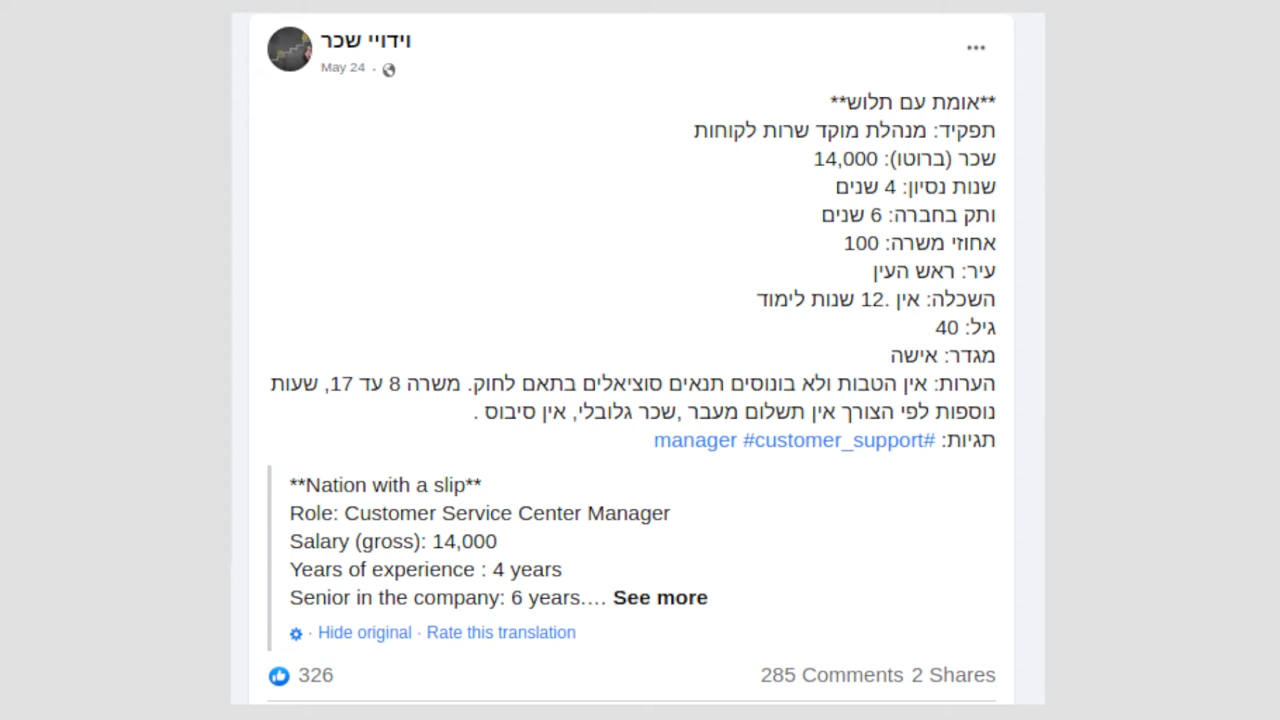 וידויי שכר
May 24 ·
**אומת עם תלוש**
תפקיד: מנהלת מוקד שרות לקוחות
שכר (ברוטו): 14,000
שנות נסיון: 4 שנים
ותק בחברה: 6 שנים
אחוזי משרה: 100
עיר: ראש העין
השכלה: אין .12 שנות לימוד
גיל: 40
מגדר: אישה
הערות: אין הטבות ולא בונוסים תנאים סוציאלים בתאם לחוק. משרה 8 עד 17, שעות
נוספות לפי הצורך אין תשלום מעבר ,שכר גלובלי, אין סיבוס .
תגיות: #manager #customer_support
**Nation with a slip**
Role: Customer Service Center Manager
Salary (gross): 14,000
Years of experience : 4 years
Senior in the company: 6 years.… See more
· Hide original · Rate this translation
326
285 Comments 2 Shares